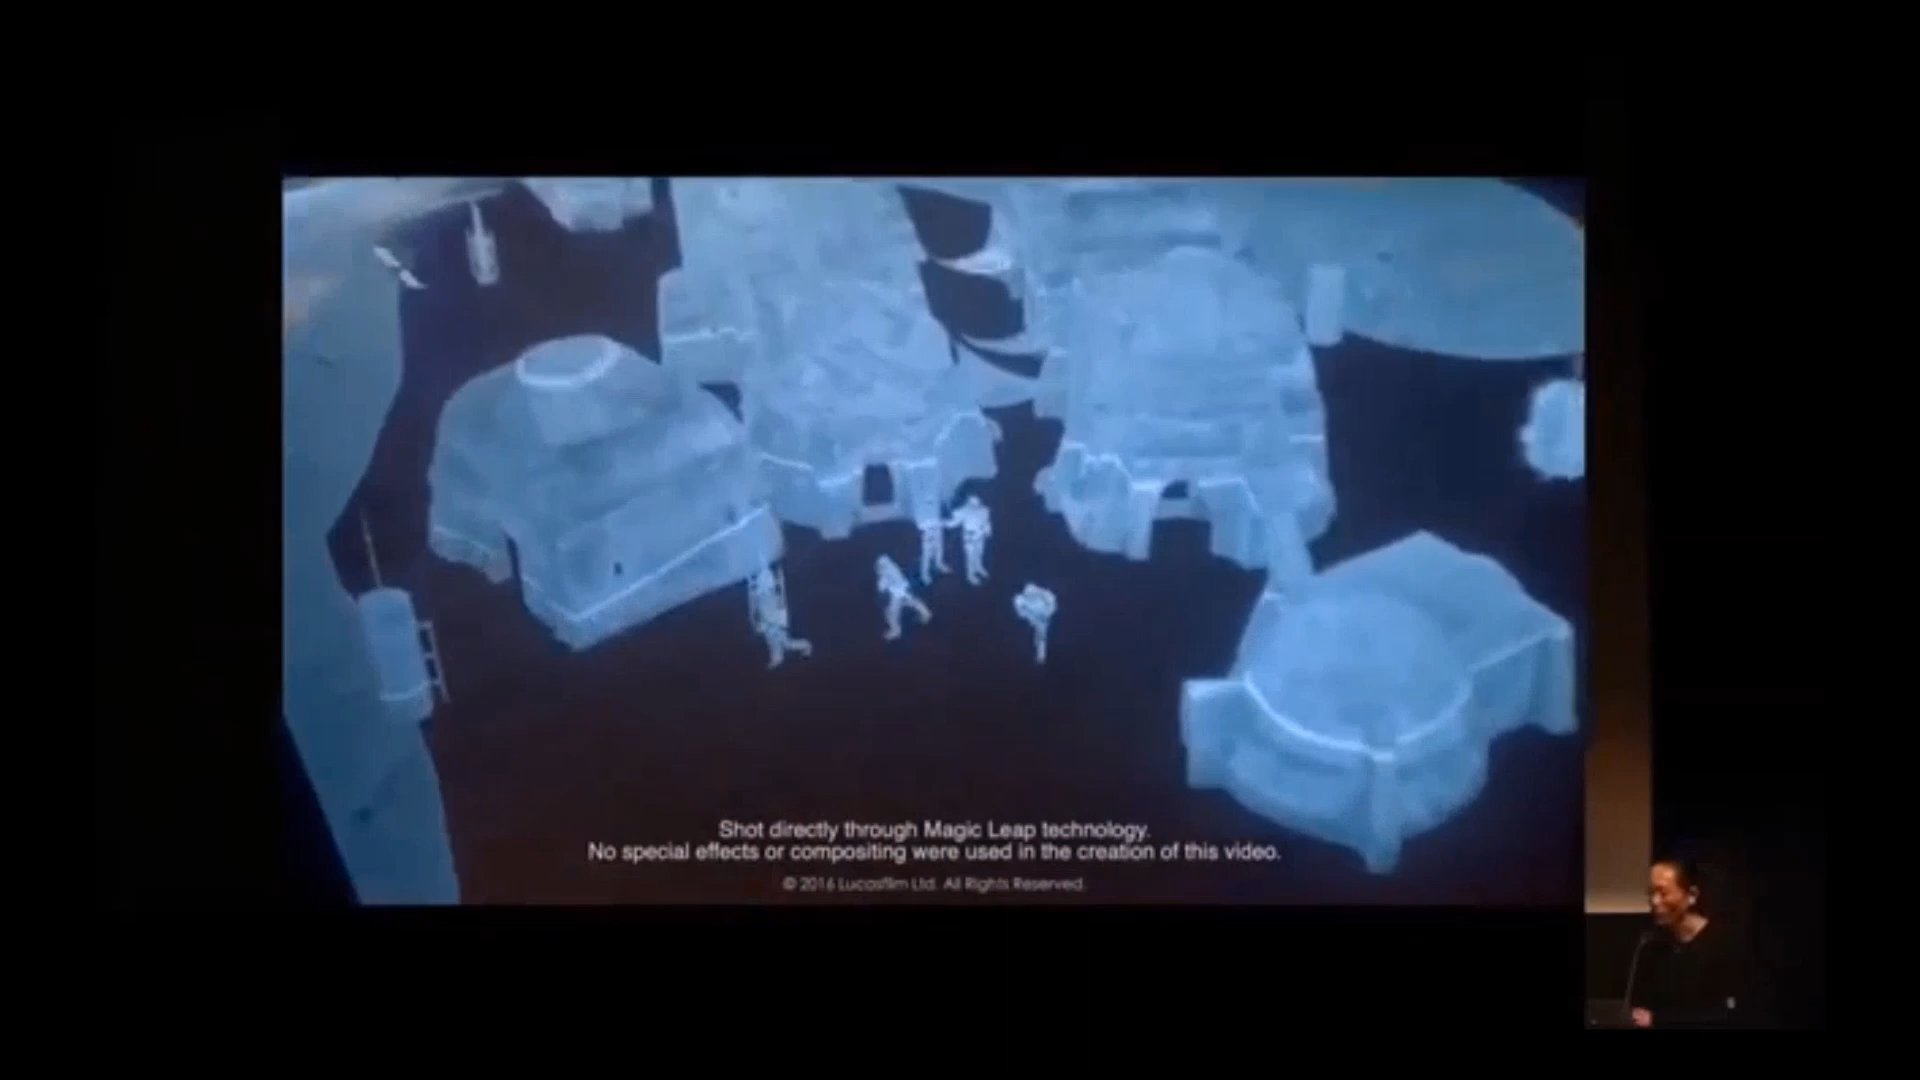 Shot directly through Magic Leap technology.
No special effects or compositing were used in the creation of this video.
© 2016 Lucasfilm Ltd. All Rights Reserved.